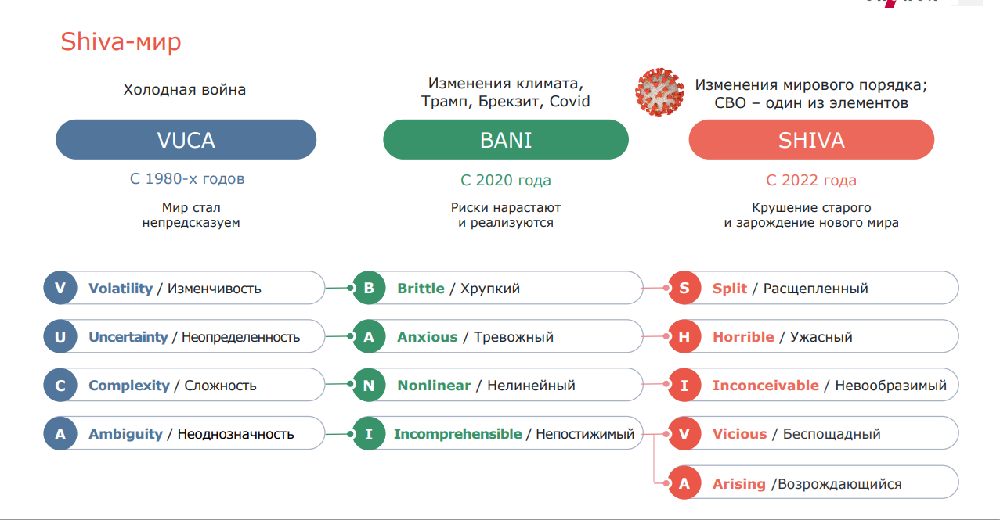 Shiva-мир
Холодная война
Изменения климата,
Трамп, Брекзит, Covid
Изменения мирового порядка;
СВО – один из элементов
VUCA
BANI
SHIVA
С 1980-х годов
С 2020 года
С 2022 года
Мир стал
непредсказуем
Риски нарастают
и реализуются
Крушение старого
и зарождение нового мира
V Volatility / Изменчивость
B Brittle / Хрупкий
S Split / Расщепленный
U Uncertainty / Неопределенность
A Anxious / Тревожный
H Horrible / Ужасный
C Complexity / Сложность
N Nonlinear / Нелинейный
I Inconceivable / Невообразимый
A Ambiguity / Неоднозначность
I Incomprehensible / Непостижимый
V Vicious / Беспощадный
A Arising /Возрождающийся